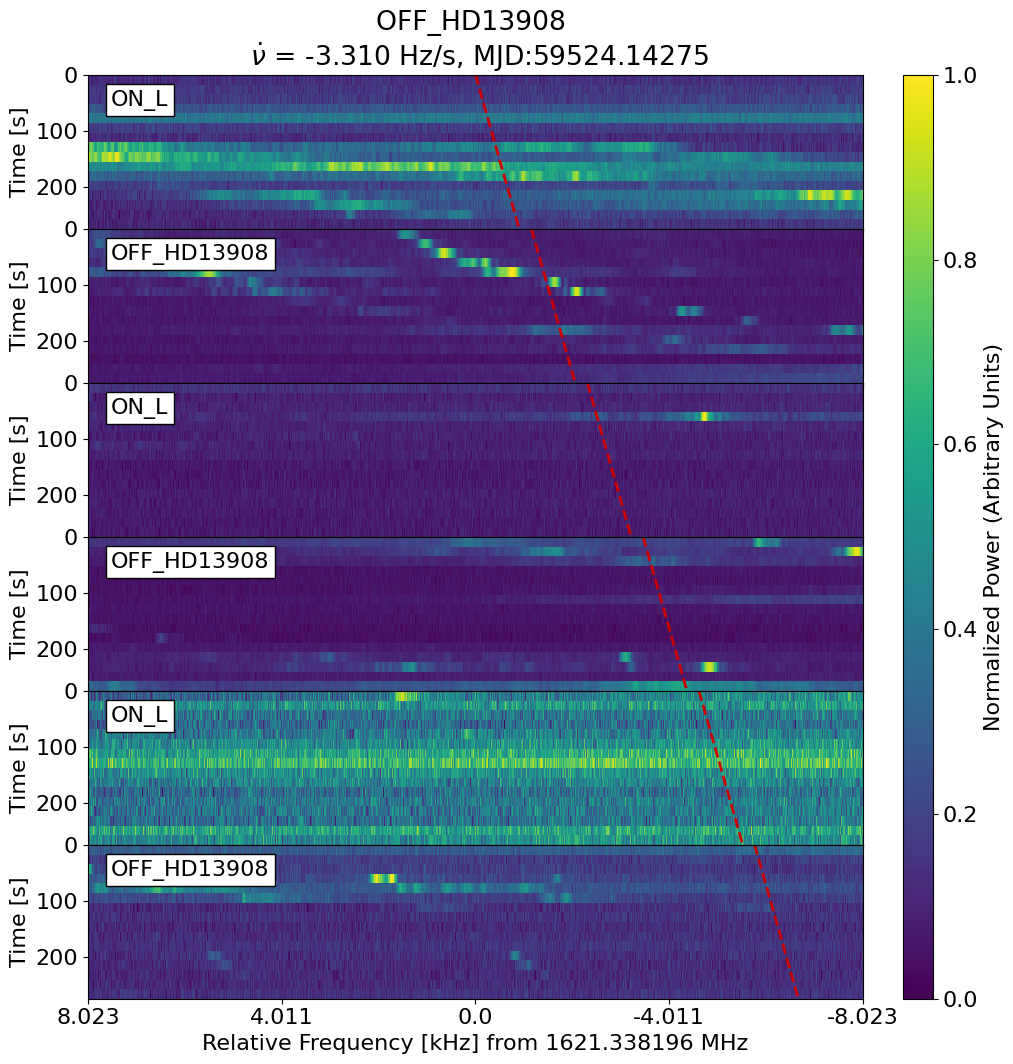 OFF_HD13908
ν̇ = -3.310 Hz/s, MJD:59524.14275
0
ON_L
100
Time [s]
200
0
OFF_HD13908
100
Time [s]
200
0
ON_L
100
Time [s]
200
0
OFF_HD13908
100
Time [s]
200
0
ON_L
100
Time [s]
200
0
OFF_HD13908
100
Time [s]
200
8.023 4.011 0.0 -4.011 -8.023
Relative Frequency [kHz] from 1621.338196 MHz
1.0
0.8
0.6
0.4
0.2
0.0
Normalized Power (Arbitrary Units)